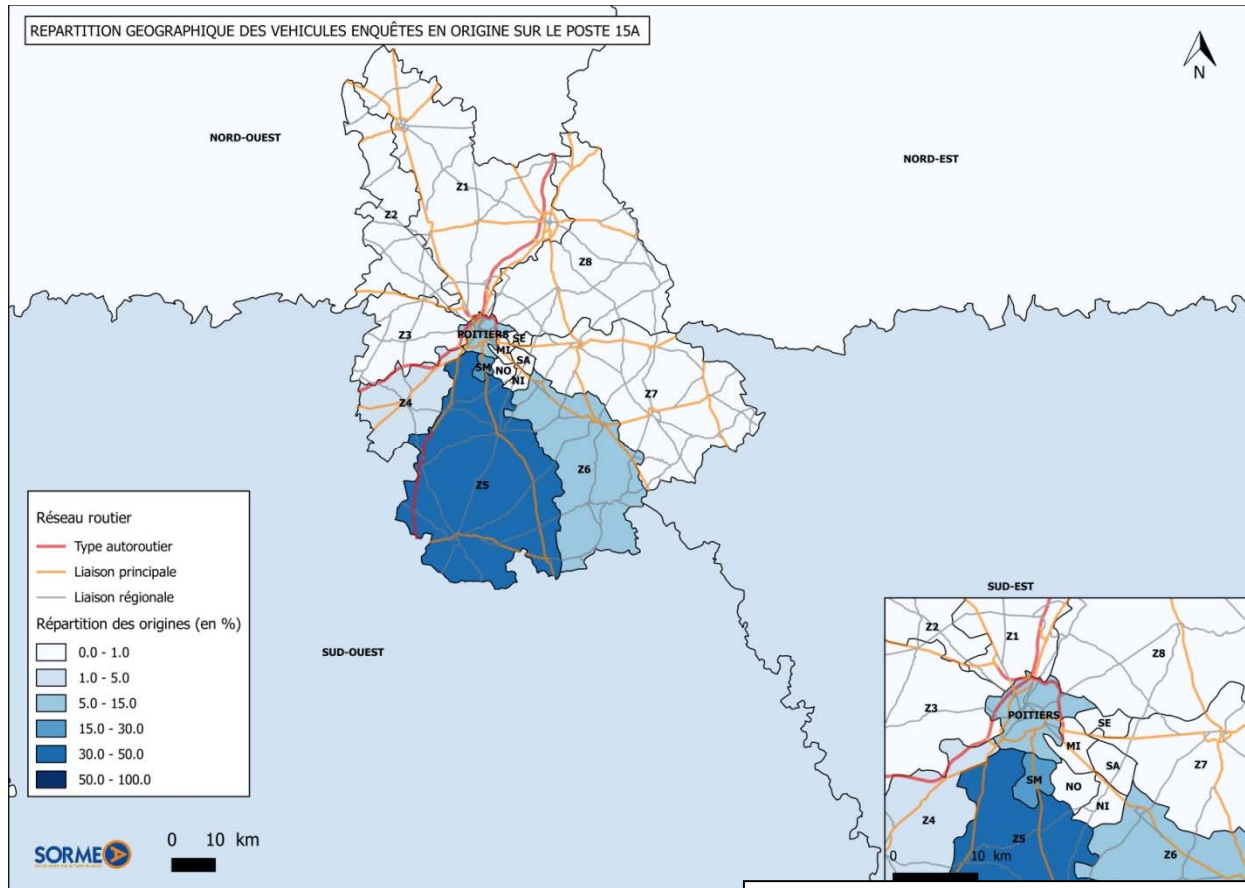 REPARTITION GEOGRAPHIQUE DES VEHICULES ENQUÊTES EN ORIGINE SUR LE POSTE 15A
N
NORD-OUEST
NORD-EST
Z1
Z2
Z8
Z3
POITIERS
SE
MI
SA
SM
NO
NI
Z4
Z7
Z5
Z6
SUD-OUEST
SUD-EST
Réseau routier
Type autoroutier
Liaison principale
Liaison régionale
Répartition des origines (en %)
0.0 - 1.0
1.0 - 5.0
5.0 - 15.0
15.0 - 30.0
30.0 - 50.0
50.0 - 100.0
SORMEA
0 10 km
Z2
Z1
Z8
Z3
POITIERS
SE
MI
SA
Z7
SM
NO
NI
Z4
Z5
Z6
0 10 km